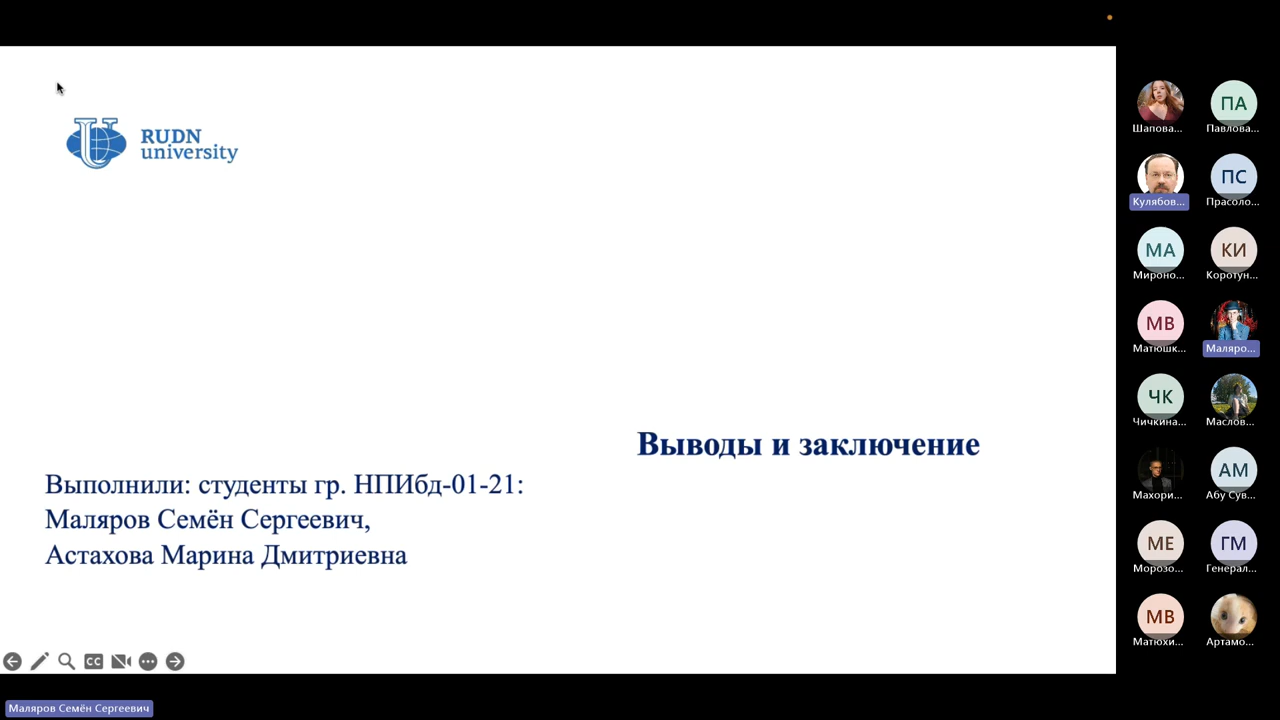 RUDN
university
Выводы и заключение
Выполнили: студенты гр. НПИбд-01-21:
Маляров Семён Сергеевич,
Астахова Марина Дмитриевна
CC
Маляров Семён Сергеевич
Шапова...
ПА
Павлова...
Кулябов...
ПС
Прасоло...
МА
Мироно...
КИ
Коротун...
МВ
Матюшк...
Маляро...
ЧК
Чичкина...
Маслов...
Махори...
АМ
Абу Сув...
МЕ
Морозо...
ГМ
Генерал...
МВ
Матюхи...
Артамо...